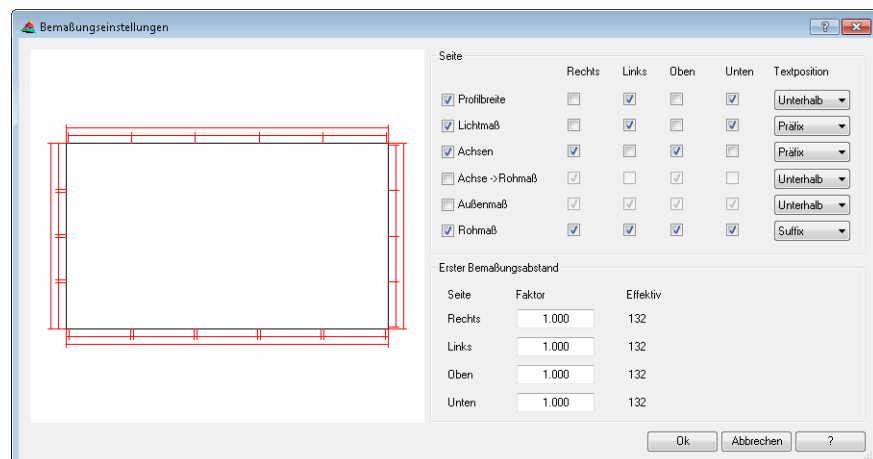 Bemaßungseinstellungen
?
Seite
Rechts Links Oben Unten Textposition
Profilbreite Unterhalb
Lichtmaß Präfix
Achsen Präfix
Achse ->Rohmaß Unterhalb
Außenmaß Unterhalb
Rohmaß Suffix
Erster Bemaßungsabstand
Seite Faktor Effektiv
Rechts 1.000 132
Links 1.000 132
Oben 1.000 132
Unten 1.000 132
Ok Abbrechen ?